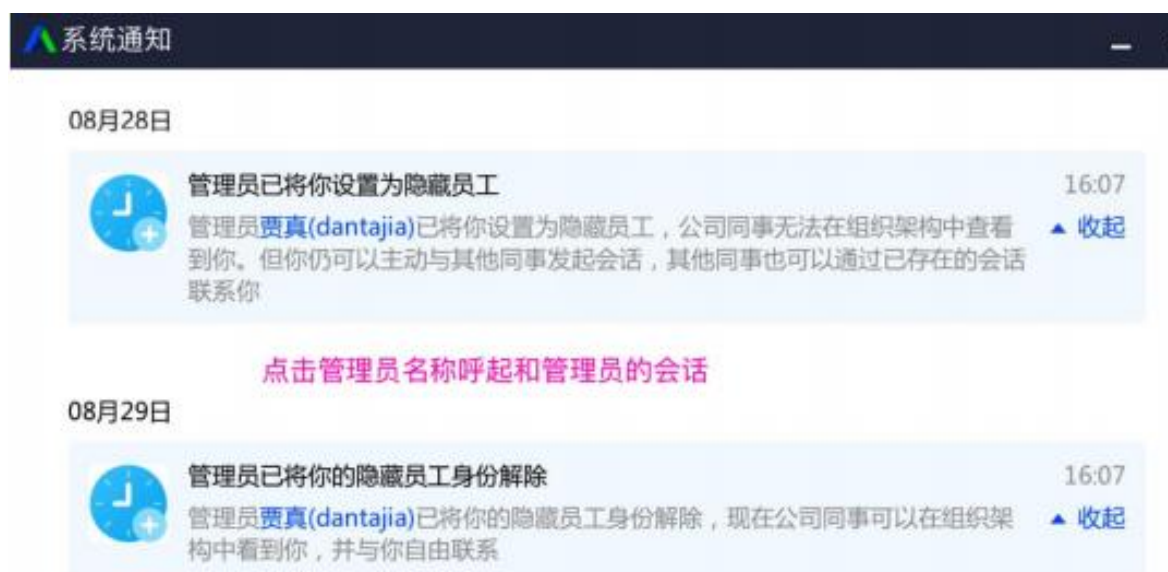 系统通知
08月28日
管理员已将你设置为隐藏员工
16:07
管理员贾真(dantajia)已将你设置为隐藏员工，公司同事无法在组织架构中查看
收起
到你。但你仍可以主动与其他同事发起会话，其他同事也可以通过已存在的会话
联系你
点击管理员名称呼起和管理员的会话
08月29日
管理员已将你的隐藏员工身份解除
16:07
管理员贾真(dantajia)已将你的隐藏员工身份解除，现在公司同事可以在组织架
收起
构中看到你，并与你自由联系